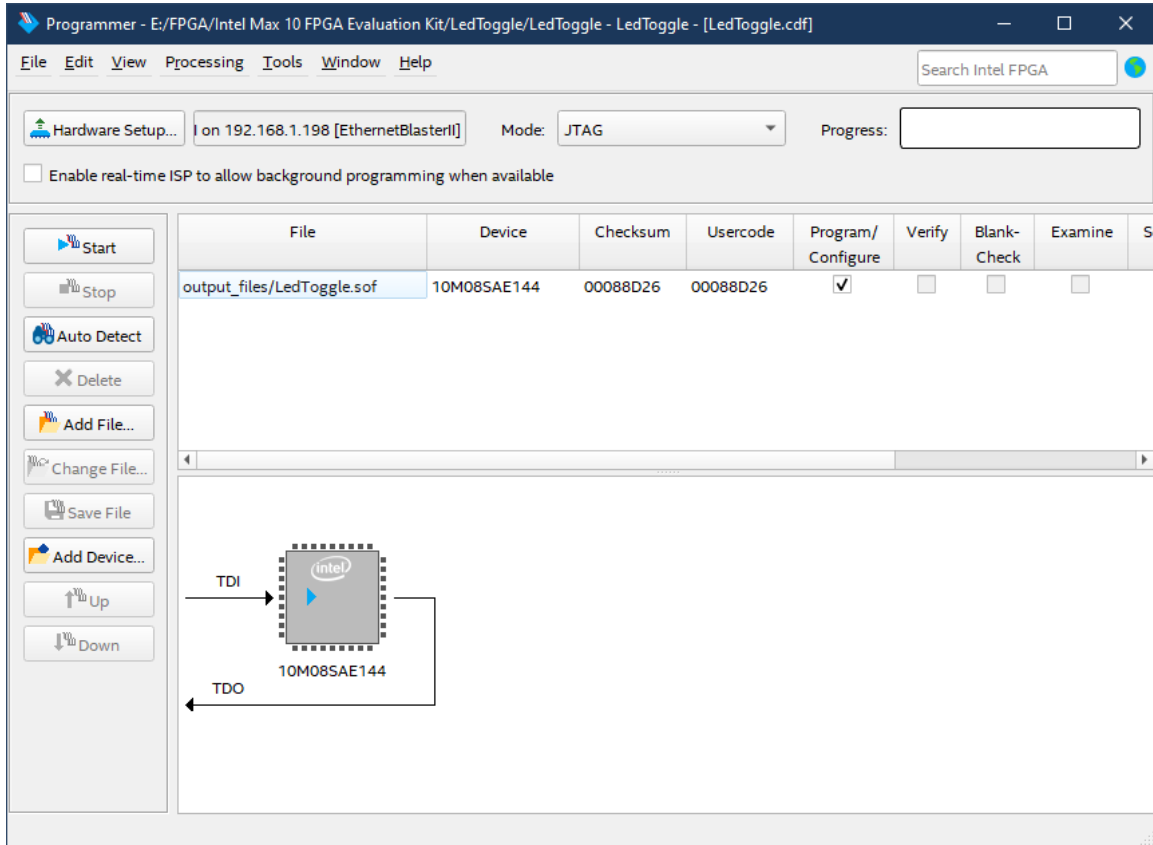 Programmer - E:/FPGA/Intel Max 10 FPGA Evaluation Kit/LedToggle/LedToggle - LedToggle - [LedToggle.cdf]
File Edit View Processing Tools Window Help
Search Intel FPGA
Hardware Setup... I on 192.168.1.198 [EthernetBlasterII] Mode: JTAG Progress:
Enable real-time ISP to allow background programming when available
Start
Stop
Auto Detect
Delete
Add File...
Change File...
Save File
Add Device...
Up
Down
File Device Checksum Usercode Program/ Verify Blank- Examine S
Configure Check
output_files/LedToggle.sof 10M08SAE144 00088D26 00088D26
intel
TDI
10M08SAE144
TDO